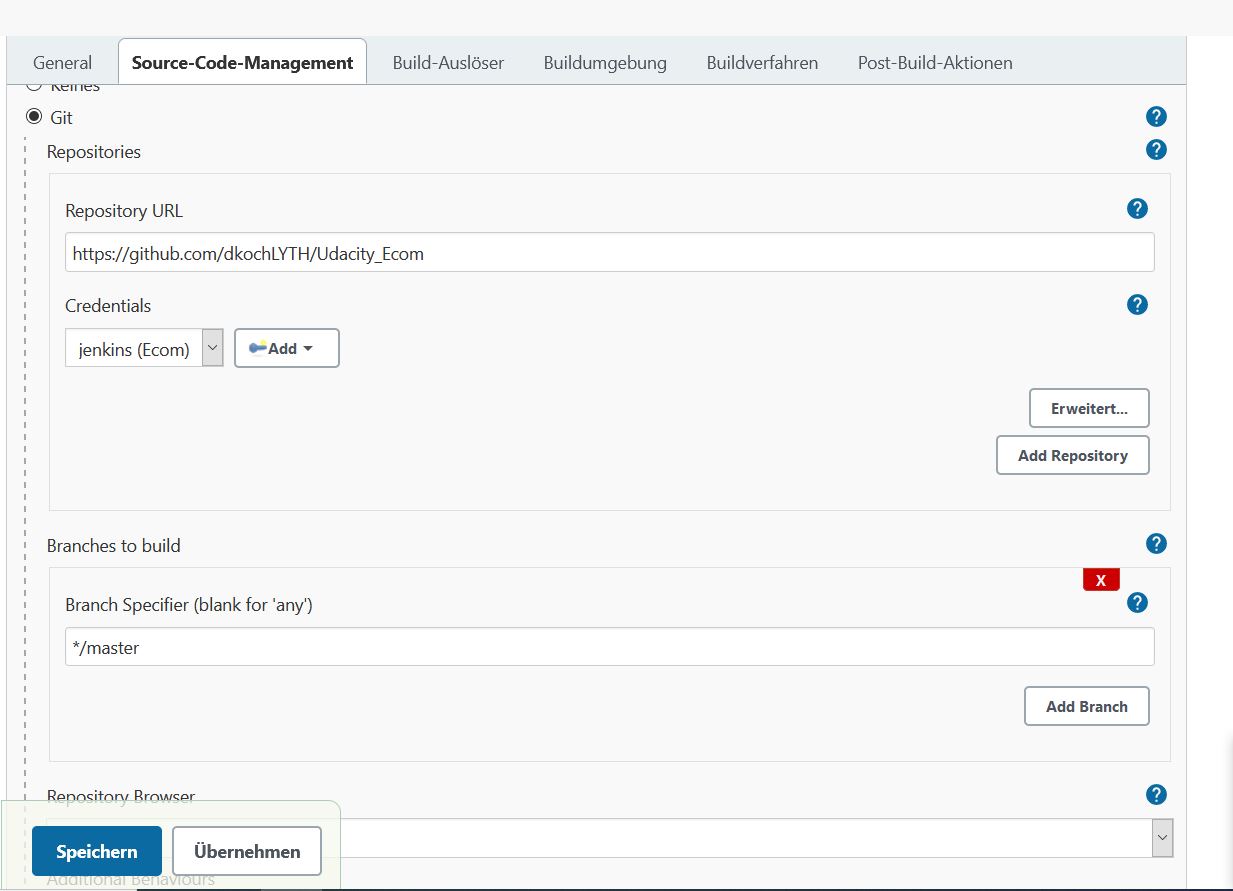 General Source-Code-Management Build-Auslöser Buildumgebung Buildverfahren Post-Build-Aktionen
Keines
Git
Repositories
Repository URL
https://github.com/dkochLYTH/Udacity_Ecom
Credentials
jenkins (Ecom) Add
Erweitert...
Add Repository
Branches to build
X
Branch Specifier (blank for 'any')
*/master
Add Branch
Repository Browser
Speichern Übernehmen
Additional Behaviours